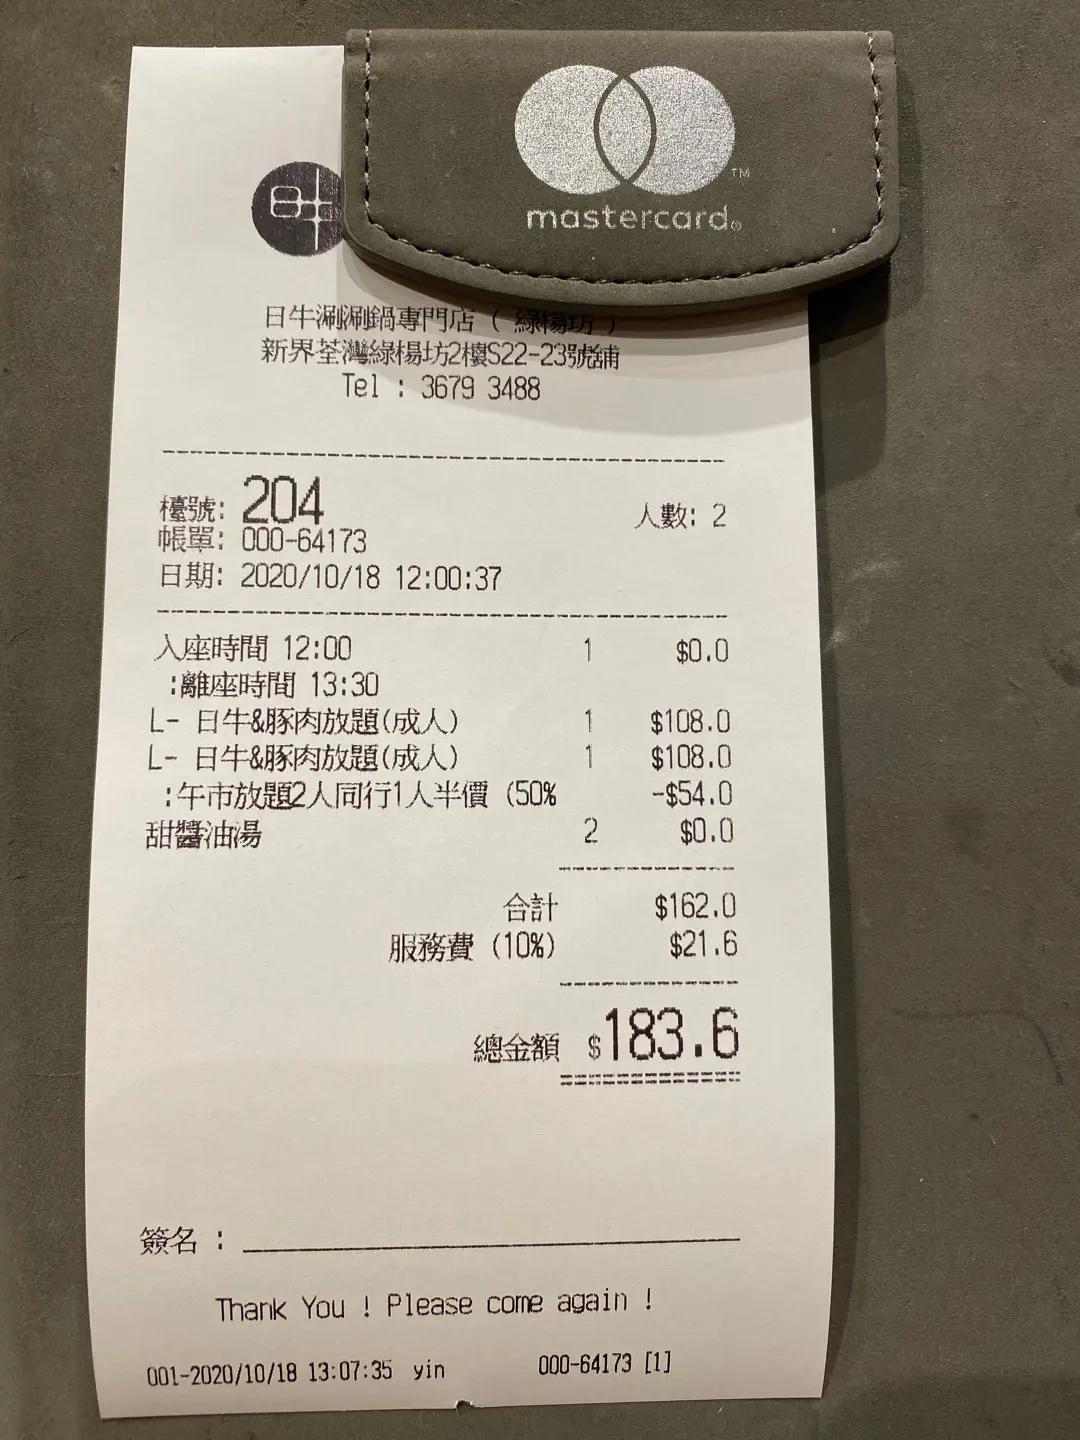 mastercard
日牛涮涮鍋專門店 ( 綠楊坊 )
新界荃灣綠楊坊2樓S22-23號舖
Tel : 3679 3488
檯號: 204 人數: 2
帳單: 000-64173
日期: 2020/10/18 12:00:37
入座時間 12:00 1 $0.0
:離座時間 13:30
L- 日牛&豚肉放題(成人) 1 $108.0
L- 日牛&豚肉放題(成人) 1 $108.0
:午市放題2人同行1人半價 (50% -$54.0
甜醬油湯 2 $0.0
合計 $162.0
服務費 (10%) $21.6
總金額 $183.6
簽名 :
Thank You ! Please come again !
001-2020/10/18 13:07:35 yin 000-64173 [1]